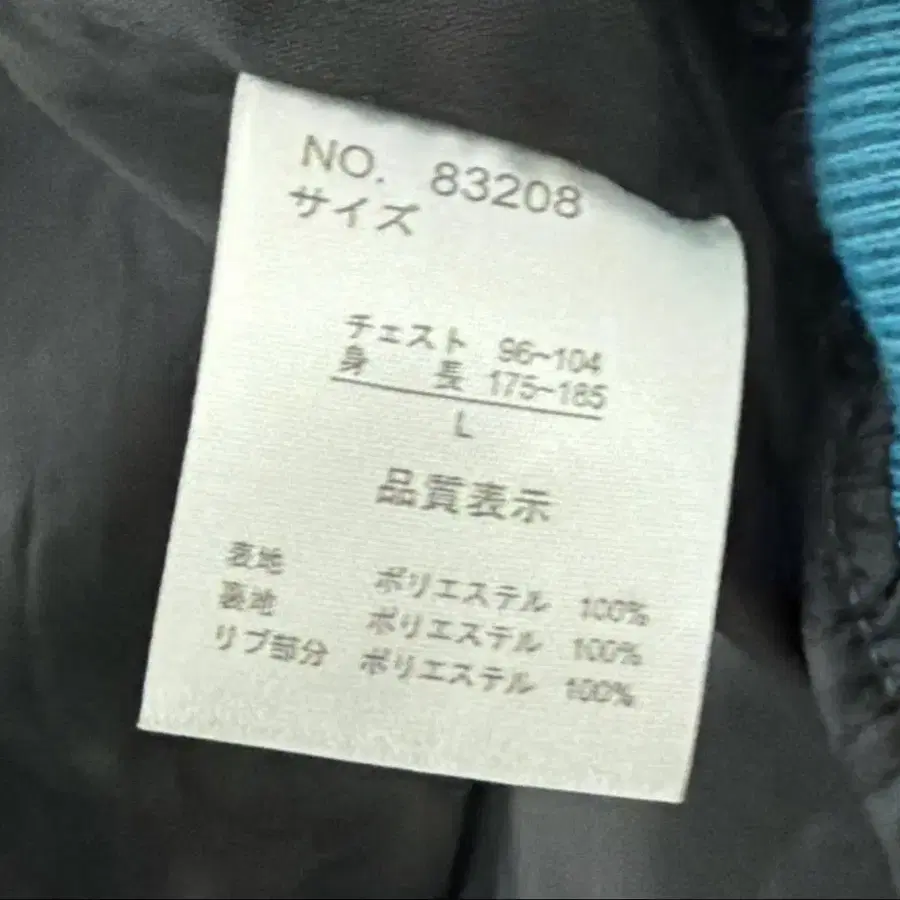 NO. 83208
サイズ
チェスト 96~104
身 長 175~185
L
品質表示
表地 ポリエステル 100%
裏地 ポリエステル 100%
リブ部分 ポリエステル 100%